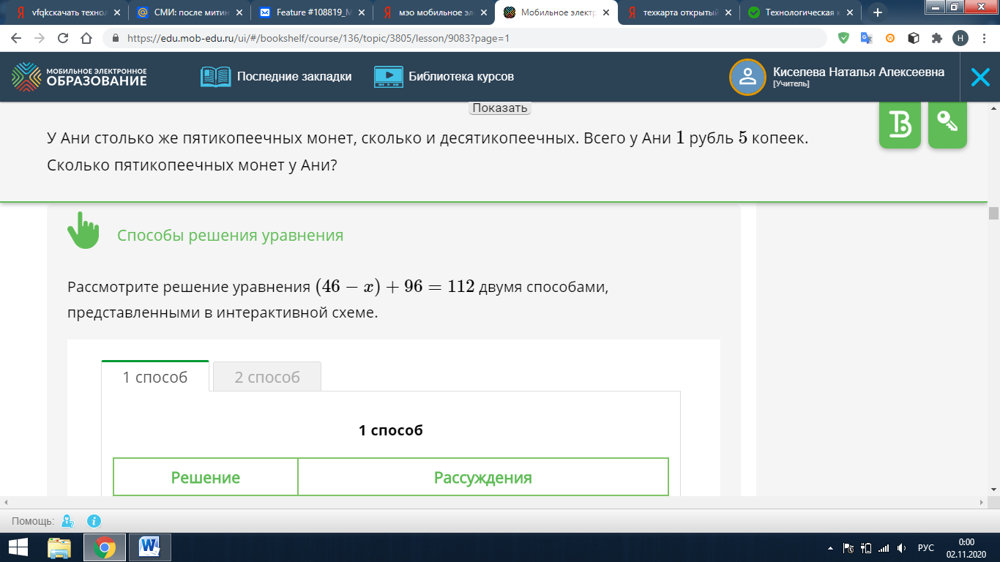 vfqkскачать технол
СМИ: после митин
Feature #108819_М
мэо мобильное эл
Мобильное электр
техкарта открытый
Технологическая к
https://edu.mob-edu.ru/ui/#/bookshelf/course/136/topic/3805/lesson/9083?page=1
Н
МОБИЛЬНОЕ ЭЛЕКТРОННОЕ
ОБРАЗОВАНИЕ
Последние закладки
Библиотека курсов
Киселева Наталья Алексеевна
[Учитель]
Показать
У Ани столько же пятикопеечных монет, сколько и десятикопеечных. Всего у Ани 1 рубль 5 копеек.
Сколько пятикопеечных монет у Ани?
Способы решения уравнения
Рассмотрите решение уравнения (46 − x) + 96 = 112 двумя способами,
представленными в интерактивной схеме.
1 способ
2 способ
1 способ
Решение
Рассуждения
Помощь:
РУС
0:00
02.11.2020